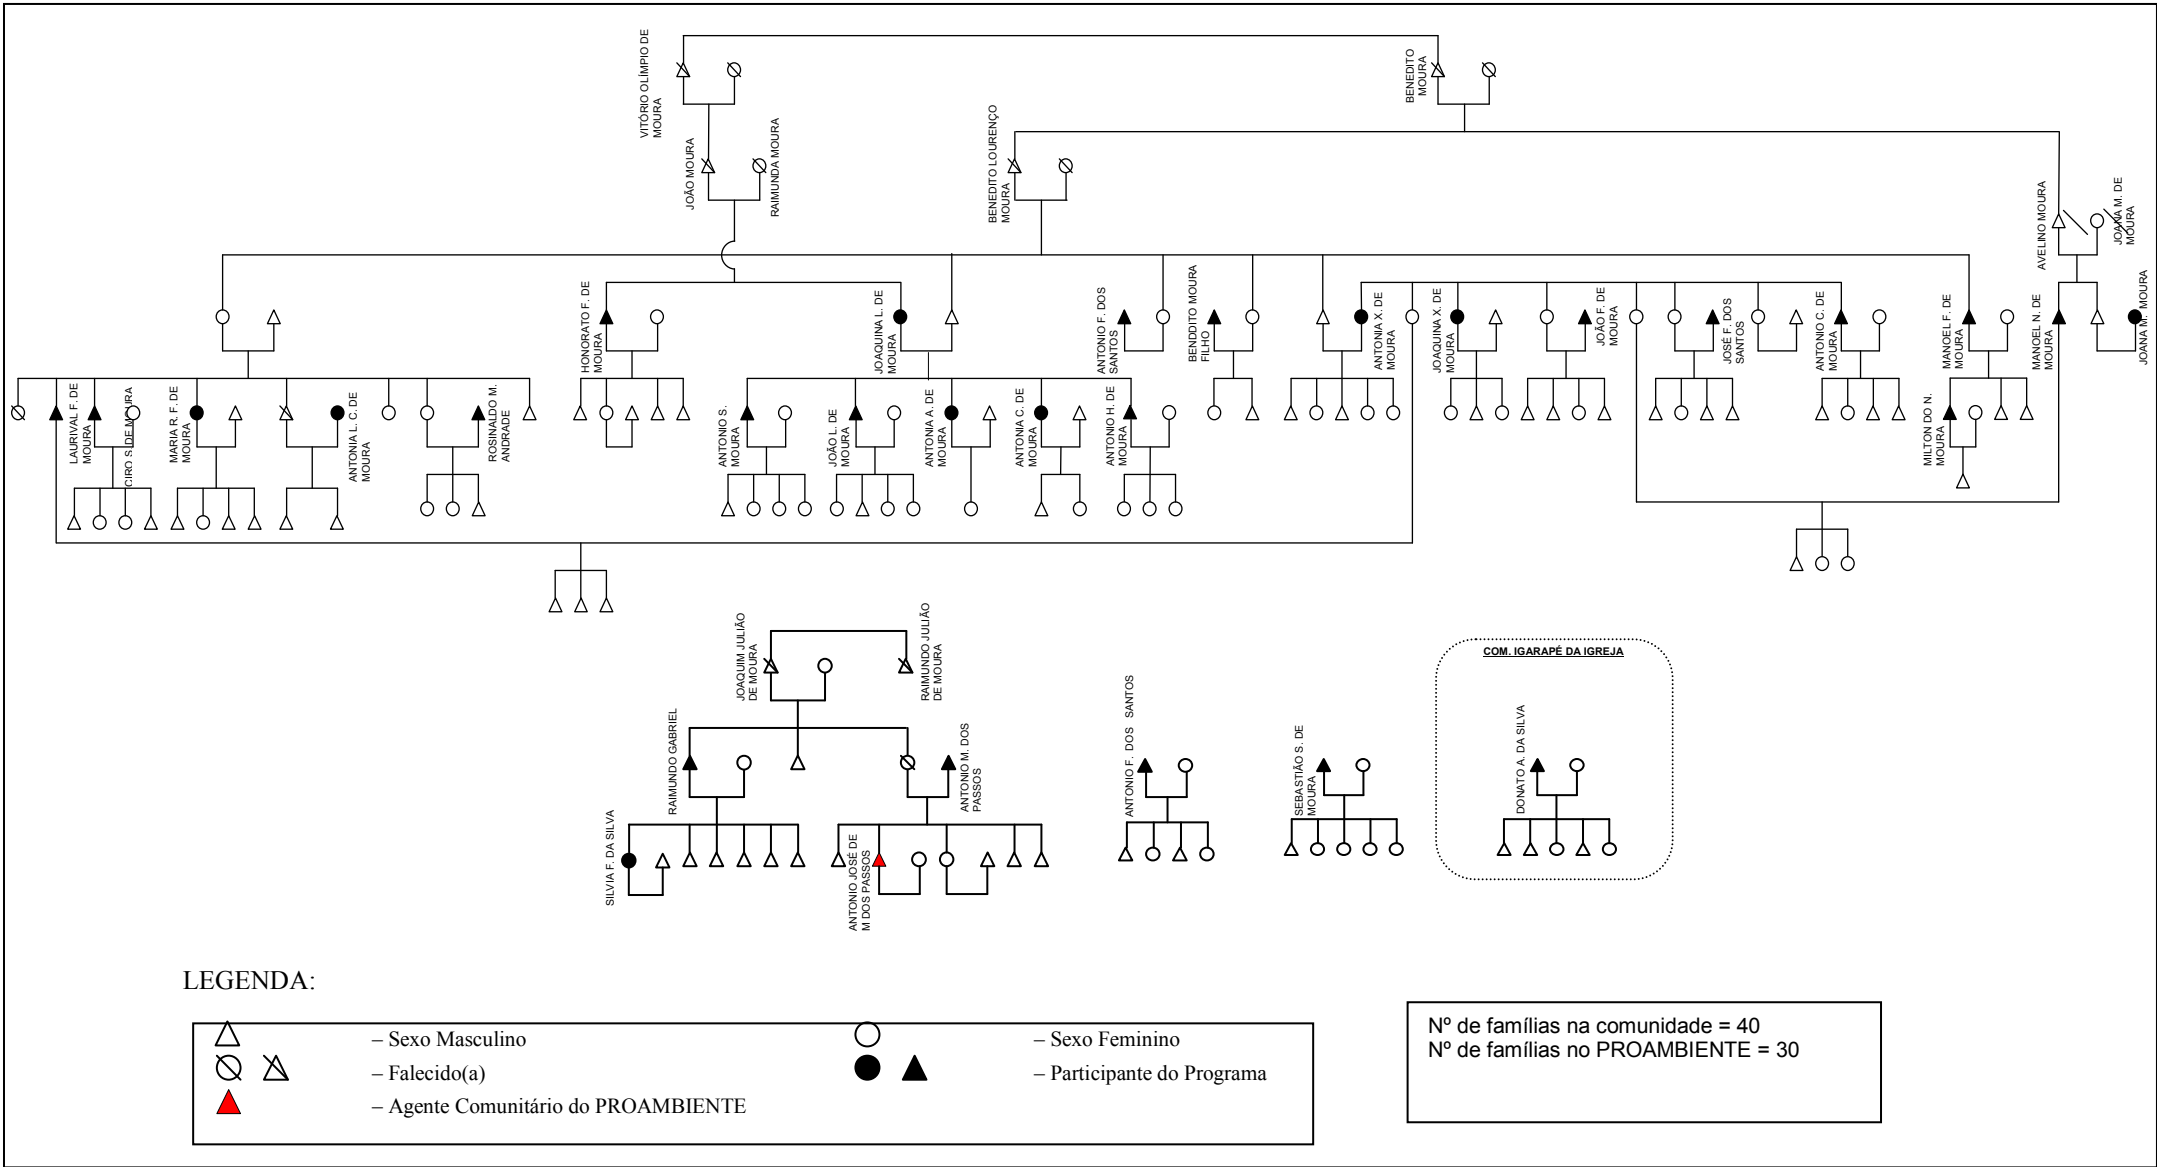 VITÓRIO OLÍMPIO DE
MOURA
BENEDITO
MOURA
JOÃO MOURA
RAIMUNDA MOURA
BENEDITO LOURENÇO
MOURA
AVELINO MOURA
JOANA M. DE
MOURA
HONORATO F. DE
MOURA
JOAQUINA L. DE
MOURA
ANTONIO F. DOS
SANTOS
BENDDITO MOURA
FILHO
ANTONIA X. DE
MOURA
JOAQUINA X. DE
MOURA
JOÃO F. DE
MOURA
JOSÉ F. DOS
SANTOS
ANTONIO C. DE
MOURA
MANOEL F. DE
MOURA
MANOEL N. DE
MOURA
JOANA M. MOURA
LAURIVAL F. DE
MOURA
CIRO S. DE MOURA
MARIA R. F. DE
MOURA
ANTONIA L. C. DE
MOURA
ROSINALDO M.
ANDRADE
ANTONIO S.
MOURA
JOÃO L. DE
MOURA
ANTONIA A. DE
MOURA
ANTONIA C. DE
MOURA
ANTONIO H. DE
MOURA
MILTON DO N.
MOURA
JOAQUIM JULIÃO
DE MOURA
RAIMUNDO JULIÃO
DE MOURA
COM. IGARAPÉ DA IGREJA
RAIMUNDO GABRIEL
ANTONIO M. DOS
PASSOS
ANTONIO F. DOS SANTOS
SEBASTIÃO S. DE
MOURA
DONATO A. DA SILVA
SILVIA F. DA SILVA
ANTONIO JOSÉ DE
M DOS PASSOS
LEGENDA:
– Sexo Masculino
– Sexo Feminino
– Falecido(a)
– Participante do Programa
– Agente Comunitário do PROAMBIENTE
Nº de famílias na comunidade = 40
Nº de famílias no PROAMBIENTE = 30